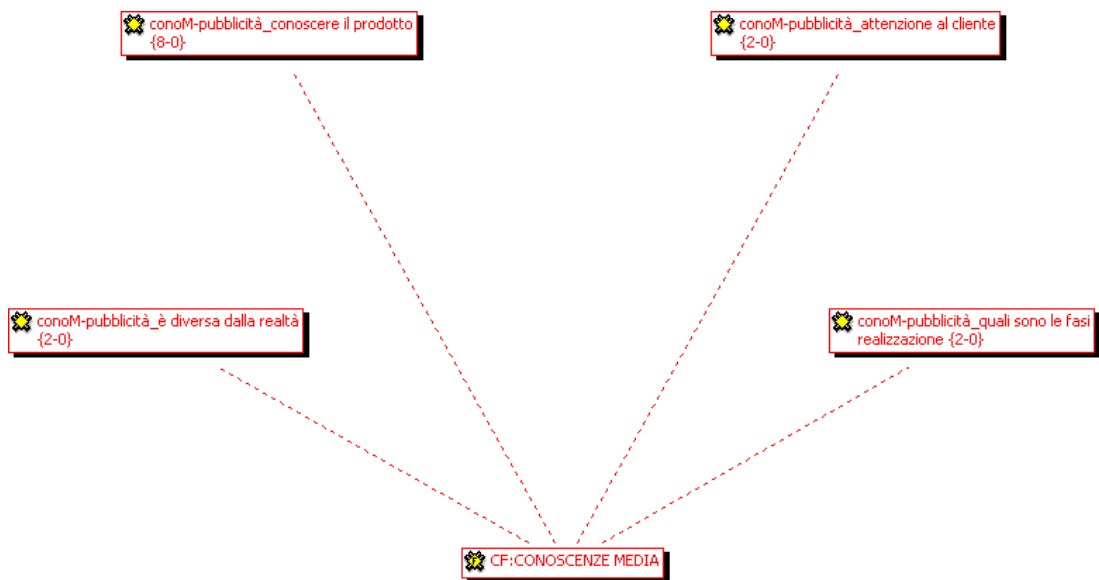 conoM-pubblicità_conoscere il prodotto
{8-0}
conoM-pubblicità_attenzione al cliente
{2-0}
conoM-pubblicità_è diversa dalla realtà
{2-0}
conoM-pubblicità_quali sono le fasi
realizzazione {2-0}
CF:CONOSCENZE MEDIA